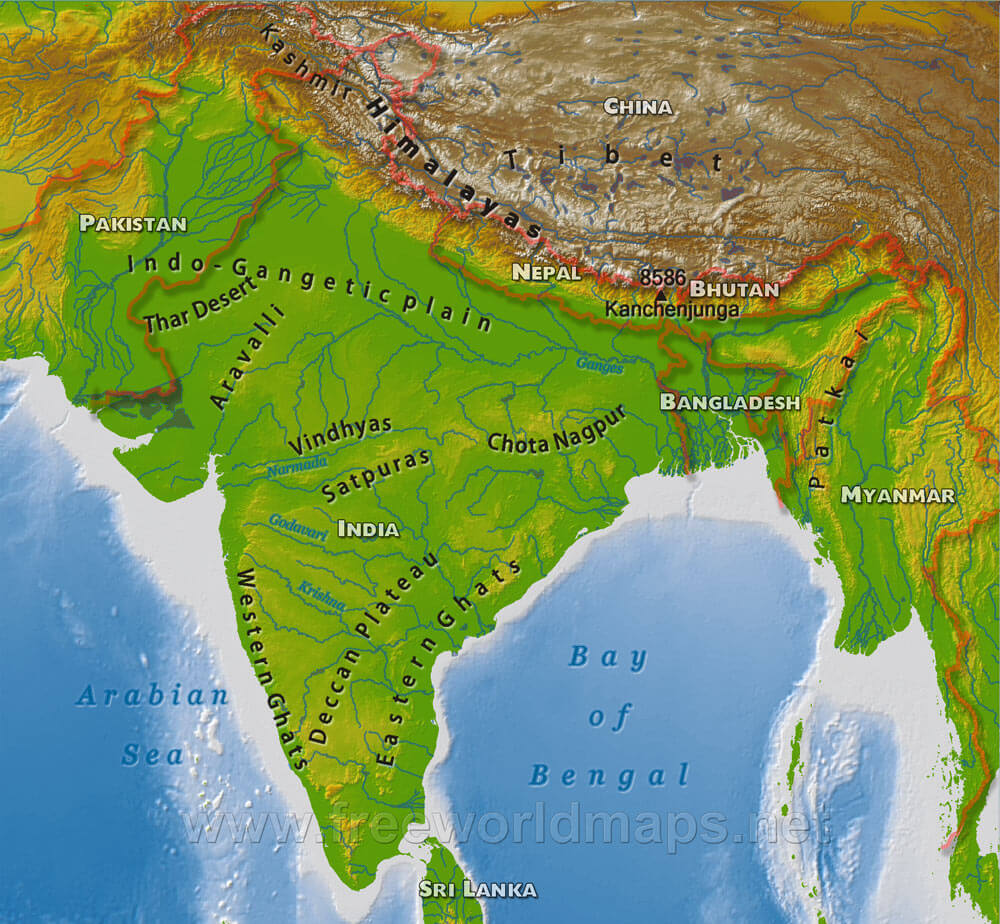 Kashmir
Himalayas
CHINA
Tibet
PAKISTAN
Indo-Gangetic plain
NEPAL
8586
Kanchenjunga
BHUTAN
Thar Desert
Aravalli
Ganges
Patkai
BANGLADESH
Vindhyas
Chota Nagpur
Narmada
Satpuras
MYANMAR
Godavari
INDIA
Krishna
Western Ghats
Deccan Plateau
Eastern Ghats
Arabian
Sea
Bay
of
Bengal
www.freeworldmaps.net
SRI LANKA